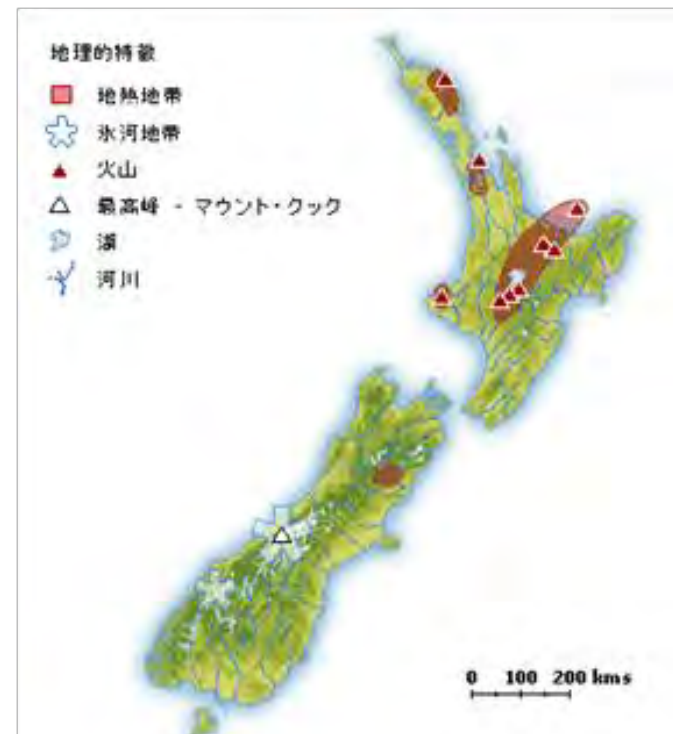 地理的特徴
地熱地帯
氷河地帯
火山
最高峰 - マウント・クック
湖
河川
0 100 200 kms